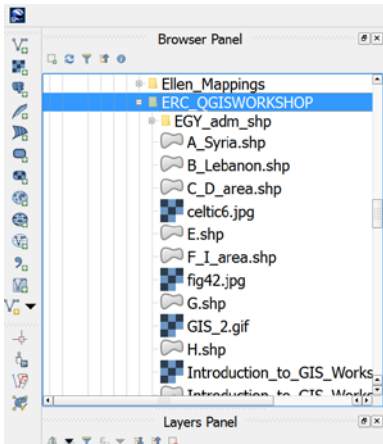 Browser Panel
Ellen_Mappings
ERC_QGISWORKSHOP
EGY_adm_shp
A_Syria.shp
B_Lebanon.shp
C_D_area.shp
celtic6.jpg
E.shp
F_I_area.shp
fig42.jpg
G.shp
GIS_2.gif
H.shp
Introduction_to_GIS_Works
Introduction_to_GIS_Works
Layers Panel